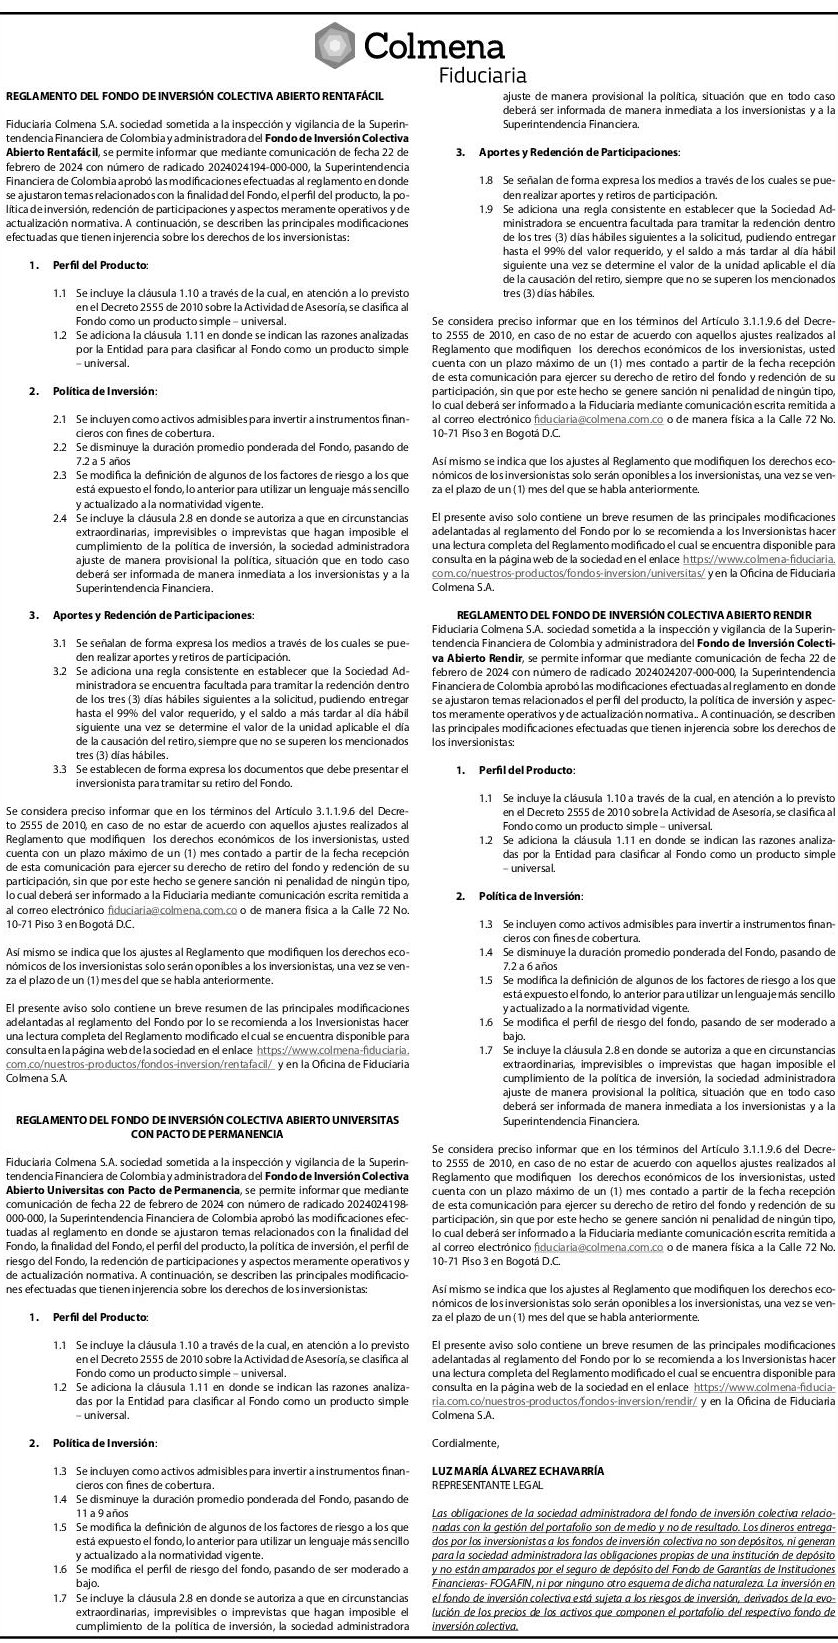 Colmena
Fiduciaria
REGLAMENTO DEL FONDO DE INVERSIÓN COLECTIVA ABIERTO RENTAFÁCIL
Fiduciaria Colmena S.A. sociedad sometida a la inspección y vigilancia de la Superin-
tendencia Financiera de Colombia y administradora del Fondo de Inversión Colectiva
Abierto Rentafácil, se permite informar que mediante comunicación de fecha 22 de
febrero de 2024 con número de radicado 2024024194-000-000, la Superintendencia
Financiera de Colombia aprobó las modificaciones efectuadas al reglamento en donde
se ajustaron temas relacionados con la finalidad del Fondo, el perfil del producto, la po-
lítica de inversión, redención de participaciones y aspectos meramente operativos y de
actualización normativa. A continuación, se describen las principales modificaciones
efectuadas que tienen injerencia sobre los derechos de los inversionistas:
1. Perfil del Producto:
1.1 Se incluye la cláusula 1.10 a través de la cual, en atención a lo previsto
en el Decreto 2555 de 2010 sobre la Actividad de Asesoría, se clasifica al
Fondo como un producto simple – universal.
1.2 Se adiciona la cláusula 1.11 en donde se indican las razones analizadas
por la Entidad para para clasificar al Fondo como un producto simple
– universal.
2. Política de Inversión:
2.1 Se incluyen como activos admisibles para invertir a instrumentos finan-
cieros con fines de cobertura.
2.2 Se disminuye la duración promedio ponderada del Fondo, pasando de
7.2 a 5 años
2.3 Se modifica la definición de algunos de los factores de riesgo a los que
está expuesto el fondo, lo anterior para utilizar un lenguaje más sencillo
y actualizado a la normatividad vigente.
2.4 Se incluye la cláusula 2.8 en donde se autoriza a que en circunstancias
extraordinarias, imprevisibles o imprevistas que hagan imposible el
cumplimiento de la política de inversión, la sociedad administradora
ajuste de manera provisional la política, situación que en todo caso
deberá ser informada de manera inmediata a los inversionistas y a la
Superintendencia Financiera.
3. Aportes y Redención de Participaciones:
3.1 Se señalan de forma expresa los medios a través de los cuales se pue-
den realizar aportes y retiros de participación.
3.2 Se adiciona una regla consistente en establecer que la Sociedad Ad-
ministradora se encuentra facultada para tramitar la redención dentro
de los tres (3) días hábiles siguientes a la solicitud, pudiendo entregar
hasta el 99% del valor requerido, y el saldo a más tardar al día hábil
siguiente una vez se determine el valor de la unidad aplicable el día
de la causación del retiro, siempre que no se superen los mencionados
tres (3) días hábiles.
3.3 Se establecen de forma expresa los documentos que debe presentar el
inversionista para tramitar su retiro del Fondo.
Se considera preciso informar que en los términos del Artículo 3.1.1.9.6 del Decre-
to 2555 de 2010, en caso de no estar de acuerdo con aquellos ajustes realizados al
Reglamento que modifiquen los derechos económicos de los inversionistas, usted
cuenta con un plazo máximo de un (1) mes contado a partir de la fecha recepción
de esta comunicación para ejercer su derecho de retiro del fondo y redención de su
participación, sin que por este hecho se genere sanción ni penalidad de ningún tipo,
lo cual deberá ser informado a la Fiduciaria mediante comunicación escrita remitida a
al correo electrónico fiduciaria@colmena.com.co o de manera física a la Calle 72 No.
10-71 Piso 3 en Bogotá D.C.
Así mismo se indica que los ajustes al Reglamento que modifiquen los derechos eco-
nómicos de los inversionistas solo serán oponibles a los inversionistas, una vez se ven-
za el plazo de un (1) mes del que se habla anteriormente.
El presente aviso solo contiene un breve resumen de las principales modificaciones
adelantadas al reglamento del Fondo por lo se recomienda a los Inversionistas hacer
una lectura completa del Reglamento modificado el cual se encuentra disponible para
consulta en la página web de la sociedad en el enlace https://www.colmena-fiduciaria.
com.co/nuestros-productos/fondos-inversion/rentafacil/ y en la Oficina de Fiduciaria
Colmena S.A.
REGLAMENTO DEL FONDO DE INVERSIÓN COLECTIVA ABIERTO UNIVERSITAS
CON PACTO DE PERMANENCIA
Fiduciaria Colmena S.A. sociedad sometida a la inspección y vigilancia de la Superin-
tendencia Financiera de Colombia y administradora del Fondo de Inversión Colectiva
Abierto Universitas con Pacto de Permanencia, se permite informar que mediante
comunicación de fecha 22 de febrero de 2024 con número de radicado 2024024198-
000-000, la Superintendencia Financiera de Colombia aprobó las modificaciones efec-
tuadas al reglamento en donde se ajustaron temas relacionados con la finalidad del
Fondo, la finalidad del Fondo, el perfil del producto, la política de inversión, el perfil de
riesgo del Fondo, la redención de participaciones y aspectos meramente operativos y
de actualización normativa. A continuación, se describen las principales modificacio-
nes efectuadas que tienen injerencia sobre los derechos de los inversionistas:
1. Perfil del Producto:
1.1 Se incluye la cláusula 1.10 a través de la cual, en atención a lo previsto
en el Decreto 2555 de 2010 sobre la Actividad de Asesoría, se clasifica al
Fondo como un producto simple – universal.
1.2 Se adiciona la cláusula 1.11 en donde se indican las razones analiza-
das por la Entidad para clasificar al Fondo como un producto simple
– universal.
2. Política de Inversión:
1.3 Se incluyen como activos admisibles para invertir a instrumentos finan-
cieros con fines de cobertura.
1.4 Se disminuye la duración promedio ponderada del Fondo, pasando de
11 a 9 años
1.5 Se modifica la definición de algunos de los factores de riesgo a los que
está expuesto el fondo, lo anterior para utilizar un lenguaje más sencillo
y actualizado a la normatividad vigente.
1.6 Se modifica el perfil de riesgo del fondo, pasando de ser moderado a
bajo.
1.7 Se incluye la cláusula 2.8 en donde se autoriza a que en circunstancias
extraordinarias, imprevisibles o imprevistas que hagan imposible el
cumplimiento de la política de inversión, la sociedad administradora
ajuste de manera provisional la política, situación que en todo caso
deberá ser informada de manera inmediata a los inversionistas y a la
Superintendencia Financiera.
3. Aportes y Redención de Participaciones:
1.8 Se señalan de forma expresa los medios a través de los cuales se pue-
den realizar aportes y retiros de participación.
1.9 Se adiciona una regla consistente en establecer que la Sociedad Ad-
ministradora se encuentra facultada para tramitar la redención dentro
de los tres (3) días hábiles siguientes a la solicitud, pudiendo entregar
hasta el 99% del valor requerido, y el saldo a más tardar al día hábil
siguiente una vez se determine el valor de la unidad aplicable el día
de la causación del retiro, siempre que no se superen los mencionados
tres (3) días hábiles.
Se considera preciso informar que en los términos del Artículo 3.1.1.9.6 del Decre-
to 2555 de 2010, en caso de no estar de acuerdo con aquellos ajustes realizados al
Reglamento que modifiquen los derechos económicos de los inversionistas, usted
cuenta con un plazo máximo de un (1) mes contado a partir de la fecha recepción
de esta comunicación para ejercer su derecho de retiro del fondo y redención de su
participación, sin que por este hecho se genere sanción ni penalidad de ningún tipo,
lo cual deberá ser informado a la Fiduciaria mediante comunicación escrita remitida a
al correo electrónico fiduciaria@colmena.com.co o de manera física a la Calle 72 No.
10-71 Piso 3 en Bogotá D.C.
Así mismo se indica que los ajustes al Reglamento que modifiquen los derechos eco-
nómicos de los inversionistas solo serán oponibles a los inversionistas, una vez se ven-
za el plazo de un (1) mes del que se habla anteriormente.
El presente aviso solo contiene un breve resumen de las principales modificaciones
adelantadas al reglamento del Fondo por lo se recomienda a los Inversionistas hacer
una lectura completa del Reglamento modificado el cual se encuentra disponible para
consulta en la página web de la sociedad en el enlace https://www.colmena-fiduciaria.
com.co/nuestros-productos/fondos-inversion/universitas/ y en la Oficina de Fiduciaria
Colmena S.A.
REGLAMENTO DEL FONDO DE INVERSIÓN COLECTIVA ABIERTO RENDIR
Fiduciaria Colmena S.A. sociedad sometida a la inspección y vigilancia de la Superin-
tendencia Financiera de Colombia y administradora del Fondo de Inversión Colecti-
va Abierto Rendir, se permite informar que mediante comunicación de fecha 22 de
febrero de 2024 con número de radicado 2024024207-000-000, la Superintendencia
Financiera de Colombia aprobó las modificaciones efectuadas al reglamento en donde
se ajustaron temas relacionados el perfil del producto, la política de inversión y aspec-
tos meramente operativos y de actualización normativa.. A continuación, se describen
las principales modificaciones efectuadas que tienen injerencia sobre los derechos de
los inversionistas:
1. Perfil del Producto:
1.1 Se incluye la cláusula 1.10 a través de la cual, en atención a lo previsto
en el Decreto 2555 de 2010 sobre la Actividad de Asesoría, se clasifica al
Fondo como un producto simple – universal.
1.2 Se adiciona la cláusula 1.11 en donde se indican las razones analiza-
das por la Entidad para clasificar al Fondo como un producto simple
– universal.
2. Política de Inversión:
1.3 Se incluyen como activos admisibles para invertir a instrumentos finan-
cieros con fines de cobertura.
1.4 Se disminuye la duración promedio ponderada del Fondo, pasando de
7.2 a 6 años
1.5 Se modifica la definición de algunos de los factores de riesgo a los que
está expuesto el fondo, lo anterior para utilizar un lenguaje más sencillo
y actualizado a la normatividad vigente.
1.6 Se modifica el perfil de riesgo del fondo, pasando de ser moderado a
bajo.
1.7 Se incluye la cláusula 2.8 en donde se autoriza a que en circunstancias
extraordinarias, imprevisibles o imprevistas que hagan imposible el
cumplimiento de la política de inversión, la sociedad administradora
ajuste de manera provisional la política, situación que en todo caso
deberá ser informada de manera inmediata a los inversionistas y a la
Superintendencia Financiera.
Se considera preciso informar que en los términos del Artículo 3.1.1.9.6 del Decre-
to 2555 de 2010, en caso de no estar de acuerdo con aquellos ajustes realizados al
Reglamento que modifiquen los derechos económicos de los inversionistas, usted
cuenta con un plazo máximo de un (1) mes contado a partir de la fecha recepción
de esta comunicación para ejercer su derecho de retiro del fondo y redención de su
participación, sin que por este hecho se genere sanción ni penalidad de ningún tipo,
lo cual deberá ser informado a la Fiduciaria mediante comunicación escrita remitida a
al correo electrónico fiduciaria@colmena.com.co o de manera física a la Calle 72 No.
10-71 Piso 3 en Bogotá D.C.
Así mismo se indica que los ajustes al Reglamento que modifiquen los derechos eco-
nómicos de los inversionistas solo serán oponibles a los inversionistas, una vez se ven-
za el plazo de un (1) mes del que se habla anteriormente.
El presente aviso solo contiene un breve resumen de las principales modificaciones
adelantadas al reglamento del Fondo por lo se recomienda a los Inversionistas hacer
una lectura completa del Reglamento modificado el cual se encuentra disponible para
consulta en la página web de la sociedad en el enlace https://www.colmena-fiducia-
ria.com.co/nuestros-productos/fondos-inversion/rendir/ y en la Oficina de Fiduciaria
Colmena S.A.
Cordialmente,
LUZ MARÍA ÁLVAREZ ECHAVARRÍA
REPRESENTANTE LEGAL
Las obligaciones de la sociedad administradora del fondo de inversión colectiva relacio-
nadas con la gestión del portafolio son de medio y no de resultado. Los dineros entrega-
dos por los inversionistas a los fondos de inversión colectiva no son depósitos, ni generan
para la sociedad administradora las obligaciones propias de una institución de depósito
y no están amparados por el seguro de depósito del Fondo de Garantías de Instituciones
Financieras- FOGAFIN, ni por ninguno otro esquema de dicha naturaleza. La inversión en
el fondo de inversión colectiva está sujeta a los riesgos de inversión, derivados de la evo-
lución de los precios de los activos que componen el portafolio del respectivo fondo de
inversión colectiva.